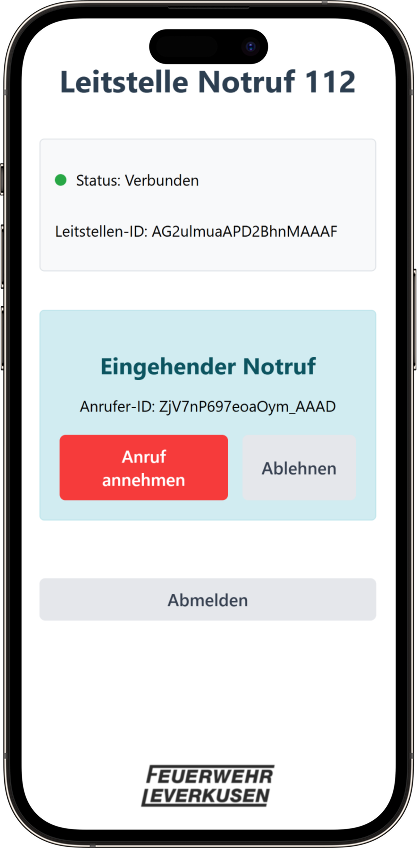 Leitstelle Notruf 112
Status: Verbunden
Leitstellen-ID: AG2ulmuaAPD2BhnMAAAF
Eingehender Notruf
Anrufer-ID: ZjV7nP697eoaOym_AAAD
Anruf
annehmen
Ablehnen
Abmelden
FEUERWEHR
LEVERKUSEN